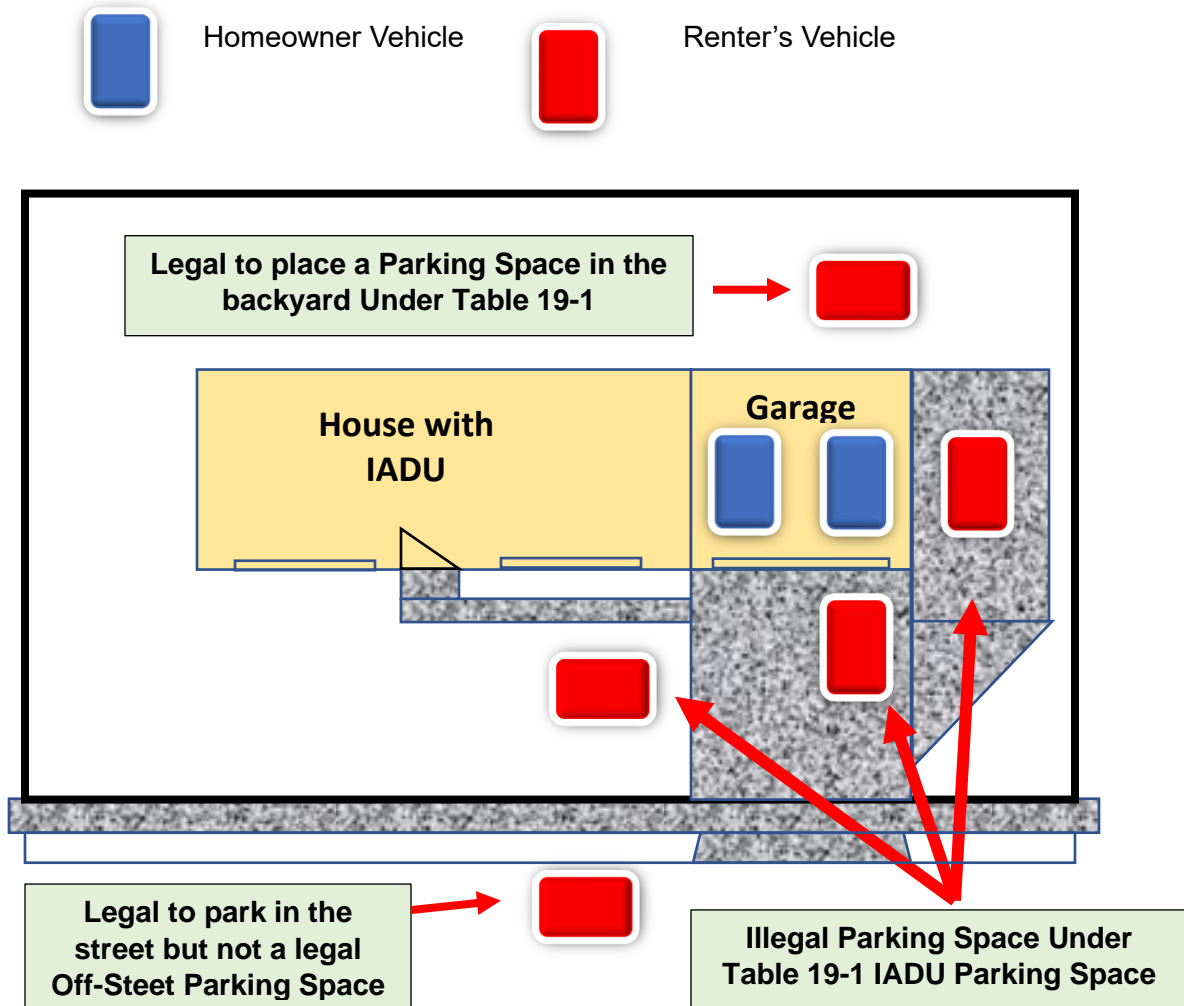 Homeowner Vehicle
Renter’s Vehicle
Legal to place a Parking Space in the
backyard Under Table 19-1
House with
IADU
Garage
Legal to park in the
street but not a legal
Off-Steet Parking Space
Illegal Parking Space Under
Table 19-1 IADU Parking Space